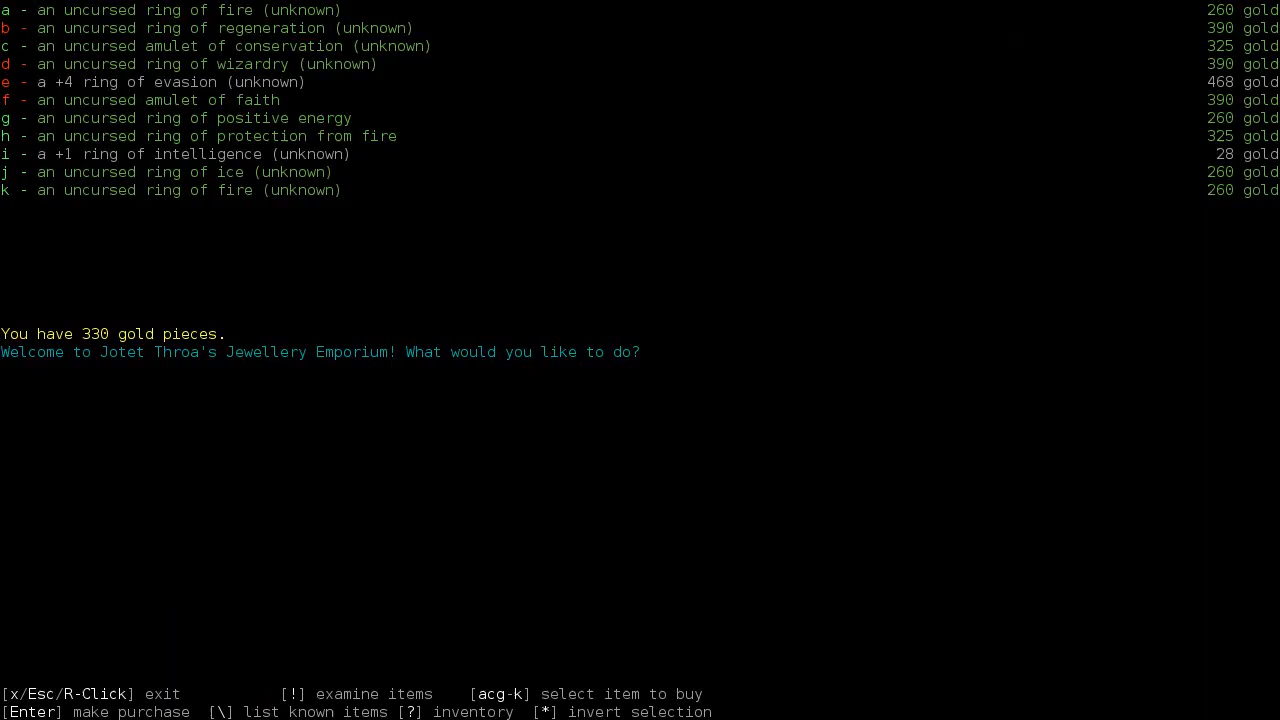 a - an uncursed ring of fire (unknown) 260 gold
b - an uncursed ring of regeneration (unknown) 390 gold
c - an uncursed amulet of conservation (unknown) 325 gold
d - an uncursed ring of wizardry (unknown) 390 gold
e - a +4 ring of evasion (unknown) 468 gold
f - an uncursed amulet of faith 390 gold
g - an uncursed ring of positive energy 260 gold
h - an uncursed ring of protection from fire 325 gold
i - a +1 ring of intelligence (unknown) 28 gold
j - an uncursed ring of ice (unknown) 260 gold
k - an uncursed ring of fire (unknown) 260 gold
You have 330 gold pieces.
Welcome to Jotet Throa's Jewellery Emporium! What would you like to do?
[x/Esc/R-Click] exit [!] examine items [acg-k] select item to buy
[Enter] make purchase [\] list known items [?] inventory [*] invert selection